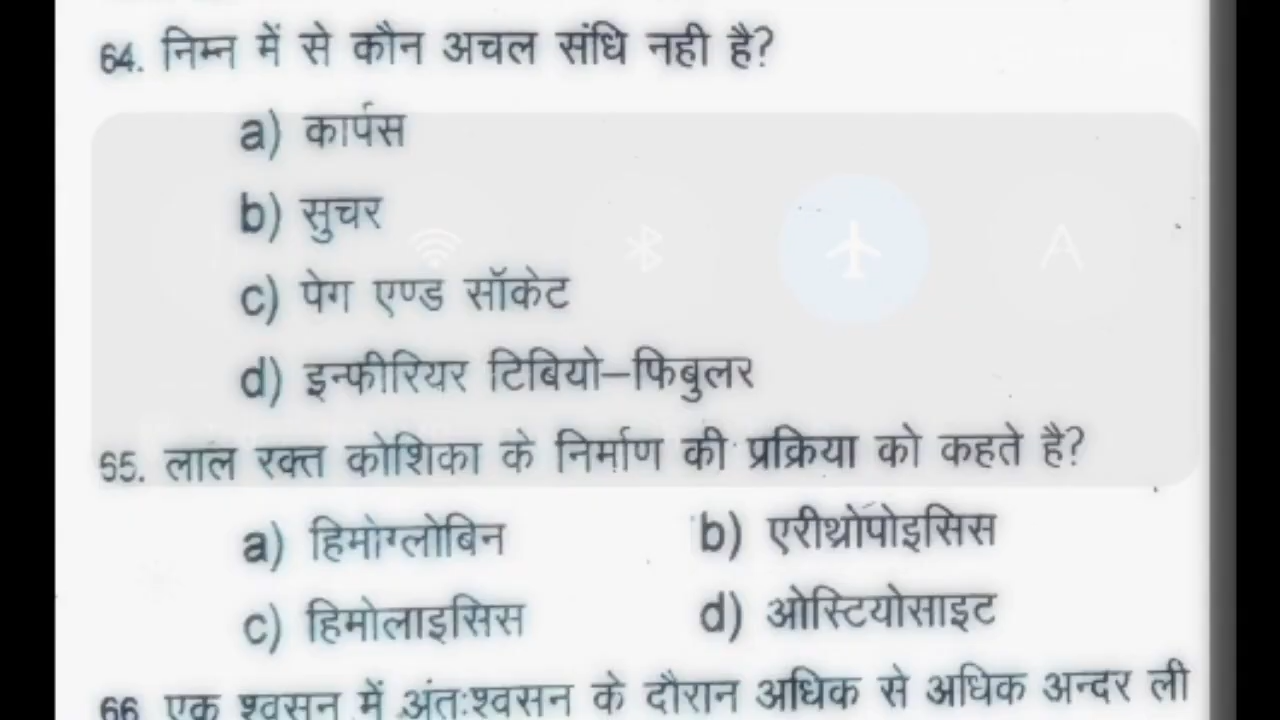 64. निम्न में से कौन अचल संधि नही है?
a) कार्पस
b) सुचर
c) पेग एण्ड सॉकेट
d) इन्फीरियर टिबियो–फिबुलर
65. लाल रक्त कोशिका के निर्माण की प्रक्रिया को कहते है?
a) हिमोग्लोबिन b) एरीथ्रोपोइसिस
c) हिमोलाइसिस d) ओस्टियोसाइट
66 एक श्वसन में अंतःश्वसन के दौरान अधिक से अधिक अन्दर ली